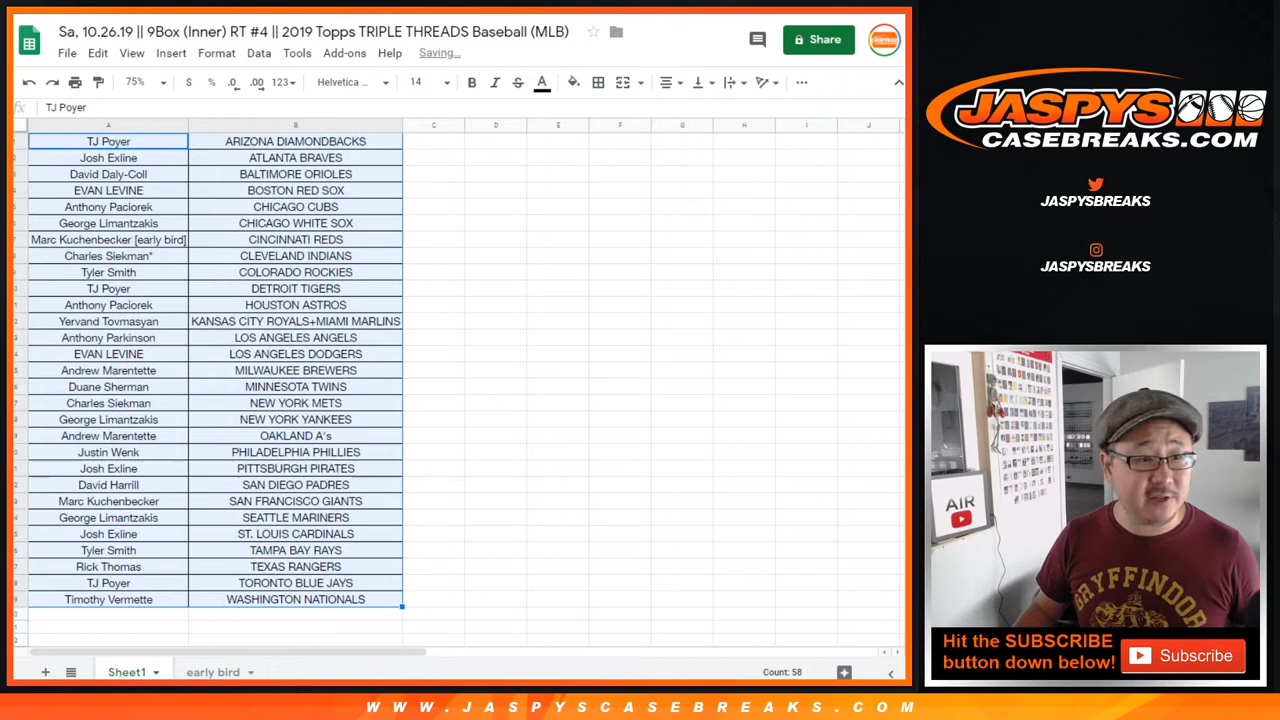 Sa, 10.26.19 || 9Box (Inner) RT #4 || 2019 Topps TRIPLE THREADS Baseball (MLB)
File Edit View Insert Format Data Tools Add-ons Help Saving...
Share
75% $ % .0 .00 123 Helvetica ... 14 B I S A
fx TJ Poyer
A B C D E F G H I J
TJ Poyer ARIZONA DIAMONDBACKS
Josh Exline ATLANTA BRAVES
David Daly-Coll BALTIMORE ORIOLES
EVAN LEVINE BOSTON RED SOX
Anthony Paciorek CHICAGO CUBS
George Limantzakis CHICAGO WHITE SOX
Marc Kuchenbecker [early bird] CINCINNATI REDS
Charles Siekman* CLEVELAND INDIANS
Tyler Smith COLORADO ROCKIES
TJ Poyer DETROIT TIGERS
Anthony Paciorek HOUSTON ASTROS
Yervand Tovmasyan KANSAS CITY ROYALS+MIAMI MARLINS
Anthony Parkinson LOS ANGELES ANGELS
EVAN LEVINE LOS ANGELES DODGERS
Andrew Marentette MILWAUKEE BREWERS
Duane Sherman MINNESOTA TWINS
Charles Siekman NEW YORK METS
George Limantzakis NEW YORK YANKEES
Andrew Marentette OAKLAND A's
Justin Wenk PHILADELPHIA PHILLIES
Josh Exline PITTSBURGH PIRATES
David Harrill SAN DIEGO PADRES
Marc Kuchenbecker SAN FRANCISCO GIANTS
George Limantzakis SEATTLE MARINERS
Josh Exline ST. LOUIS CARDINALS
Tyler Smith TAMPA BAY RAYS
Rick Thomas TEXAS RANGERS
TJ Poyer TORONTO BLUE JAYS
Timothy Vermette WASHINGTON NATIONALS
Sheet1 early bird Count: 58
JASPYS
CASEBREAKS.COM
JASPYSBREAKS
JASPYSBREAKS
AIR
GRYFFINDOR
Hit the SUBSCRIBE
button down below!
Subscribe
WWW.JASPYSCASEBREAKS.COM